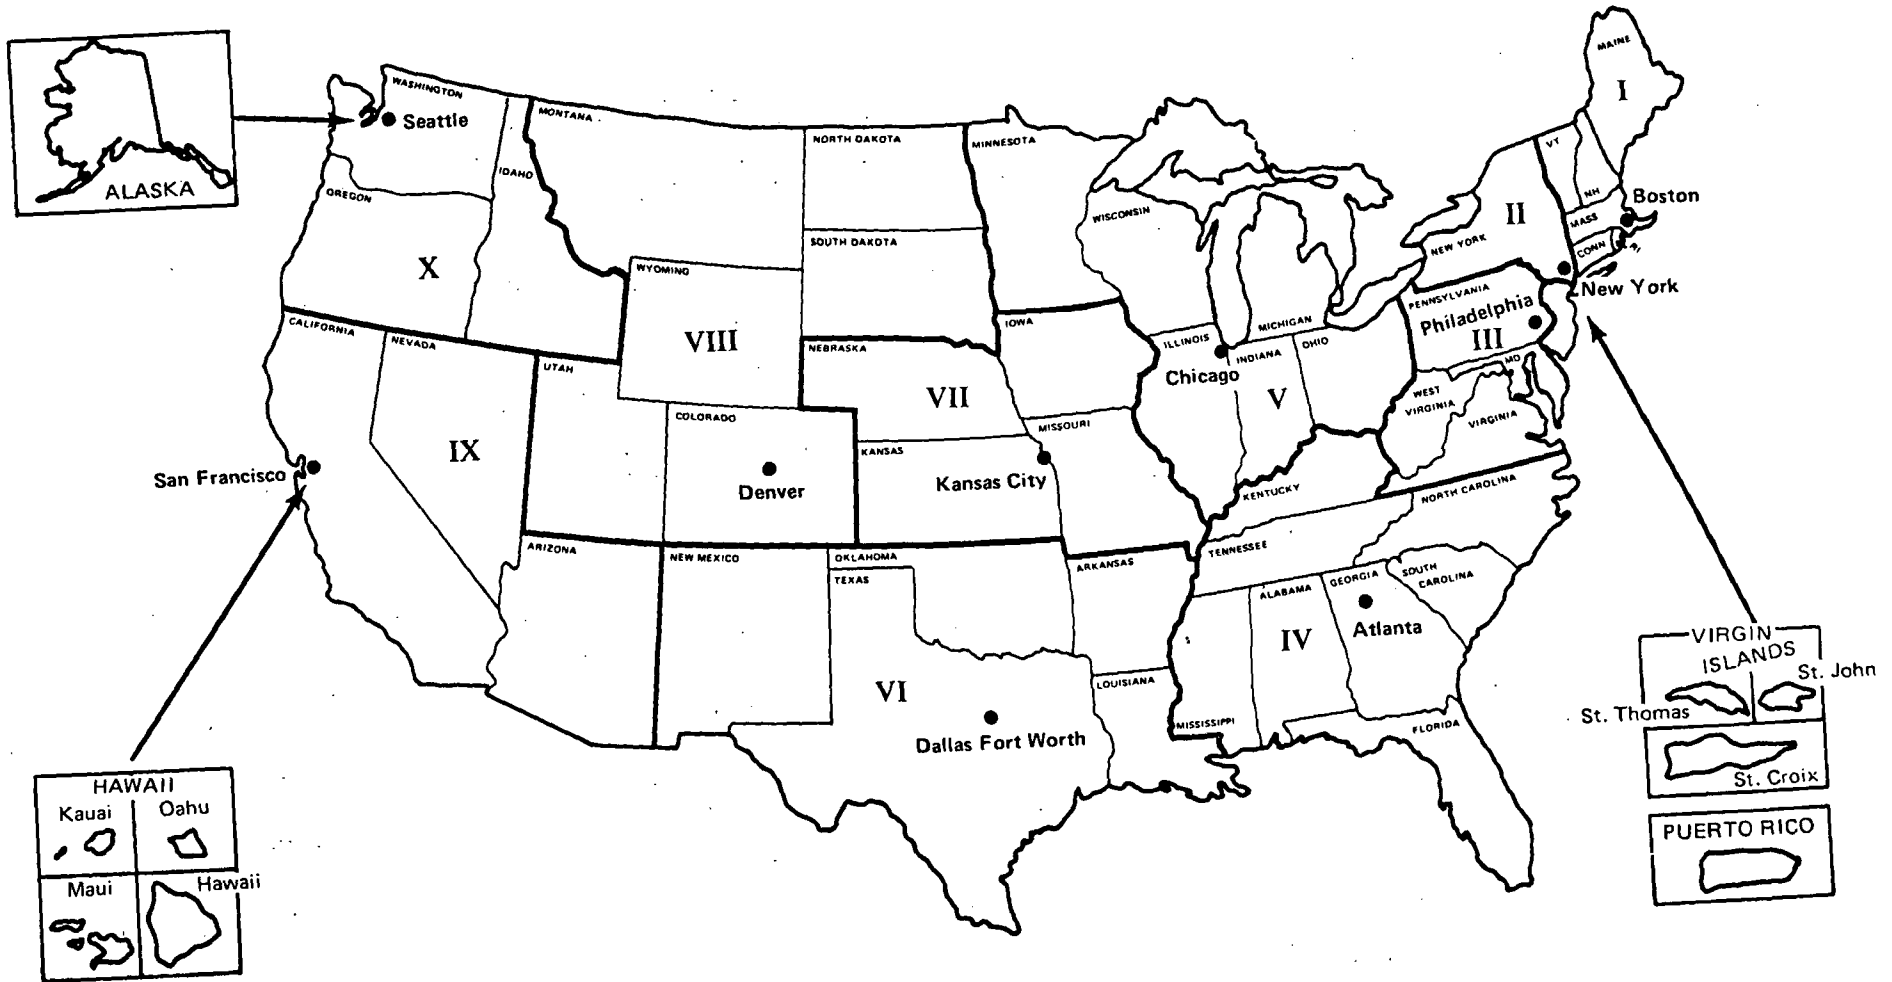 ALASKA
WASHINGTON
Seattle
OREGON
IDAHO
X
MONTANA
NORTH DAKOTA
SOUTH DAKOTA
WYOMING
VIII
MINNESOTA
WISCONSIN
MICHIGAN
IOWA
NEBRASKA
VII
CALIFORNIA
NEVADA
UTAH
IX
San Francisco
COLORADO
Denver
KANSAS
Kansas City
MISSOURI
ILLINOIS
Chicago
INDIANA
OHIO
V
MAINE
I
VT
NH
MASS
Boston
CONN
RI
II
NEW YORK
New York
PENNSYLVANIA
Philadelphia
III
MD
WEST
VIRGINIA
VIRGINIA
KENTUCKY
NORTH CAROLINA
TENNESSEE
SOUTH
CAROLINA
GEORGIA
ALABAMA
IV
Atlanta
MISSISSIPPI
FLORIDA
ARIZONA
NEW MEXICO
OKLAHOMA
TEXAS
ARKANSAS
LOUISIANA
VI
Dallas Fort Worth
HAWAII
Kauai
Oahu
Maui
Hawaii
VIRGIN
ISLANDS
St. John
St. Thomas
St. Croix
PUERTO RICO